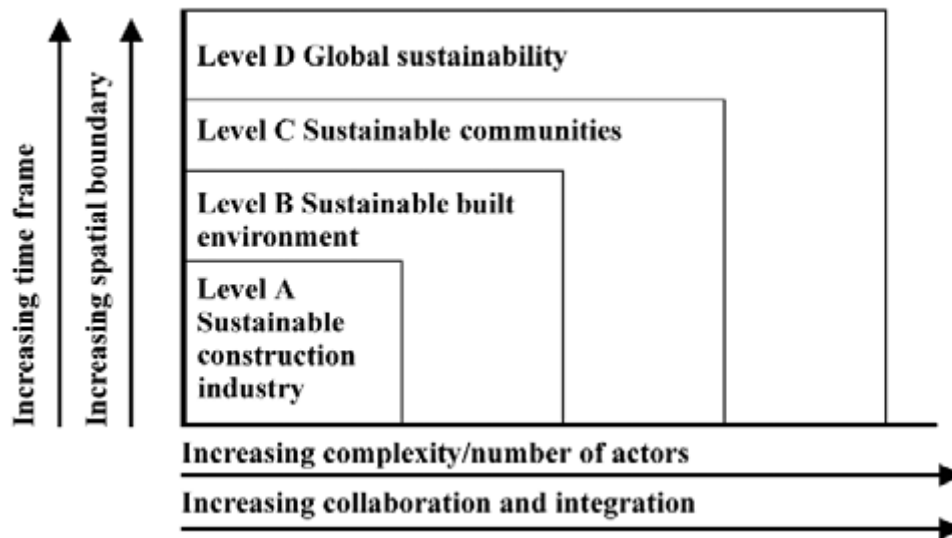 Level D Global sustainability
Level C Sustainable communities
Level B Sustainable built
environment
Level A
Sustainable
construction
industry
Increasing time frame
Increasing spatial boundary
Increasing complexity/number of actors
Increasing collaboration and integration